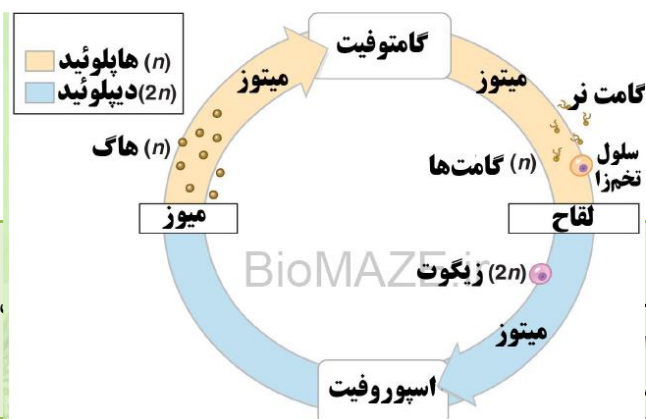 هاپلوئید (n)
دیپلوئید (2n)
گامتوفیت
میتوز
میتوز
گامت نر
هاگ (n)
گامت‌ها (n)
سلول
تخم‌زا
میوز
لقاح
BioMAZE.ir
زیگوت (2n)
میتوز
اسپوروفیت